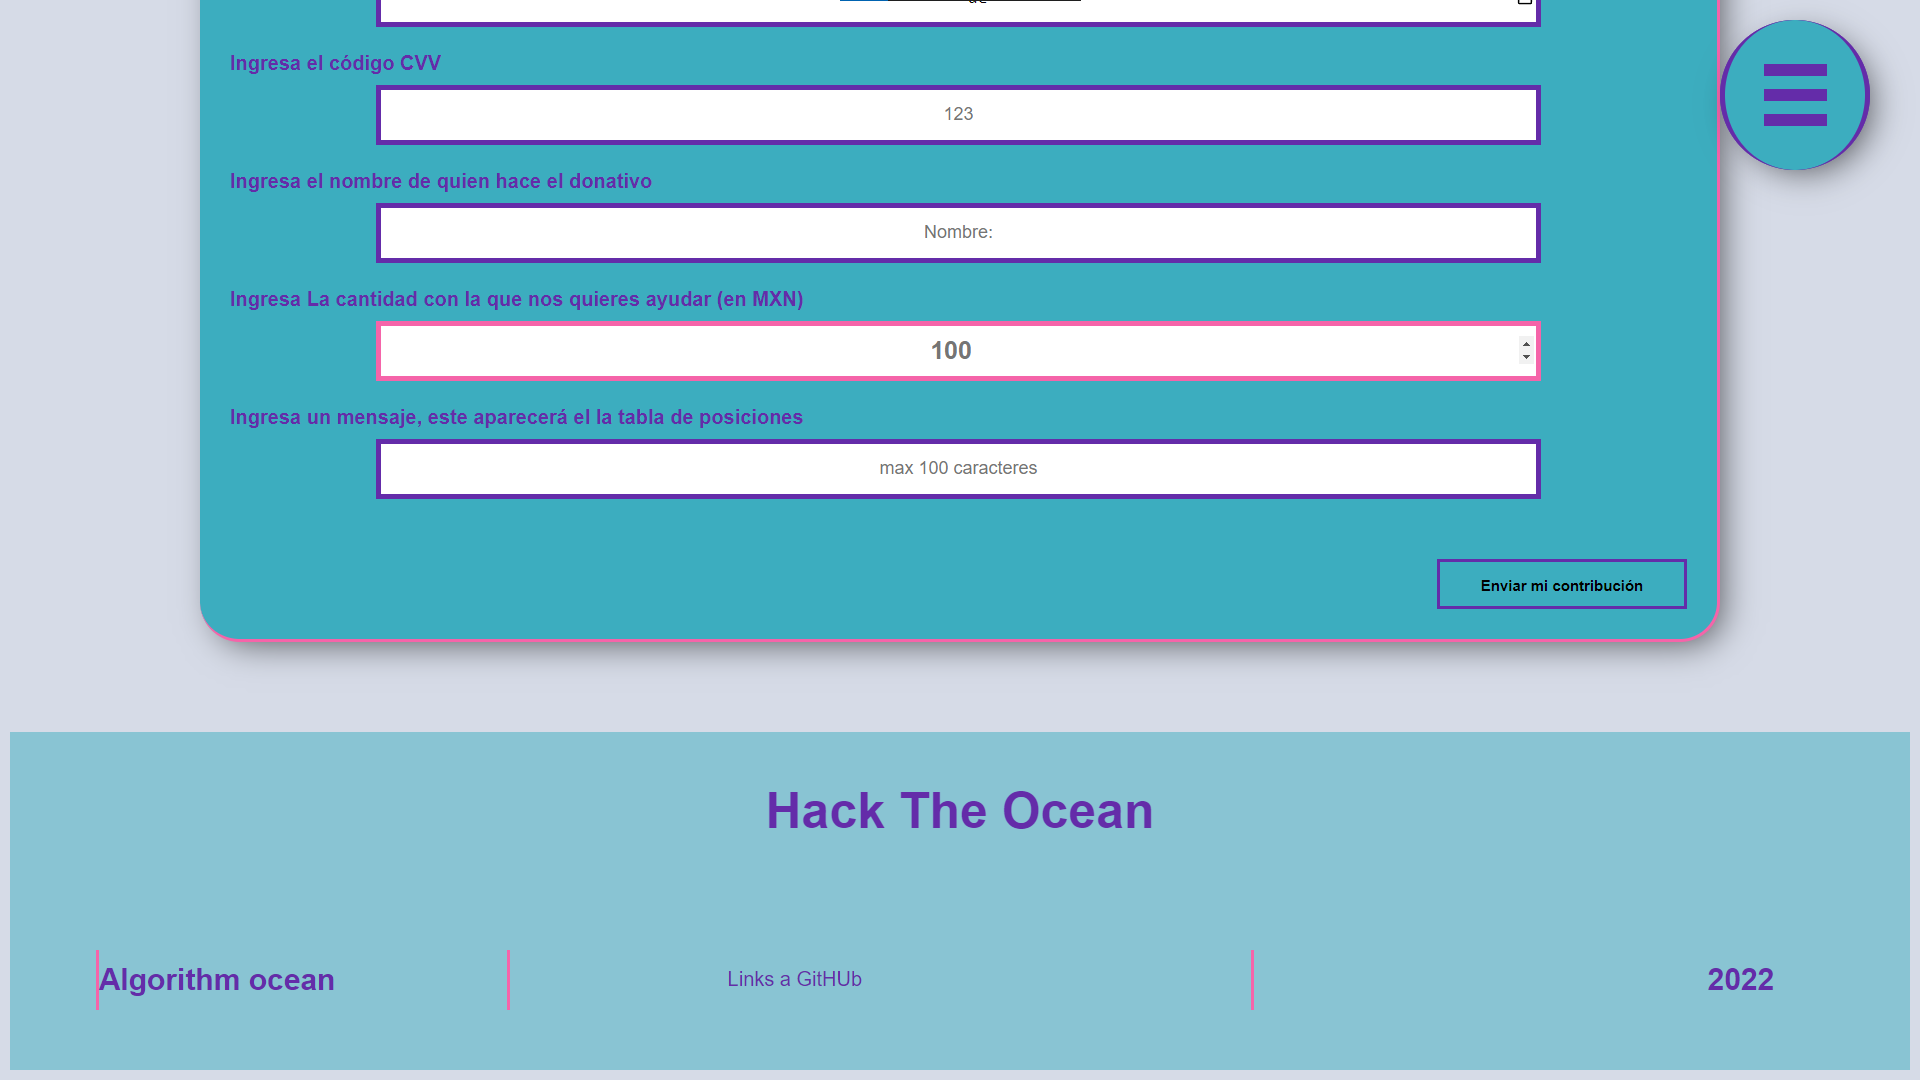 Ingresa el código CVV
123
Ingresa el nombre de quien hace el donativo
Nombre:
Ingresa La cantidad con la que nos quieres ayudar (en MXN)
100
Ingresa un mensaje, este aparecerá el la tabla de posiciones
max 100 caracteres
Enviar mi contribución
Hack The Ocean
Algorithm ocean
Links a GitHUb
2022